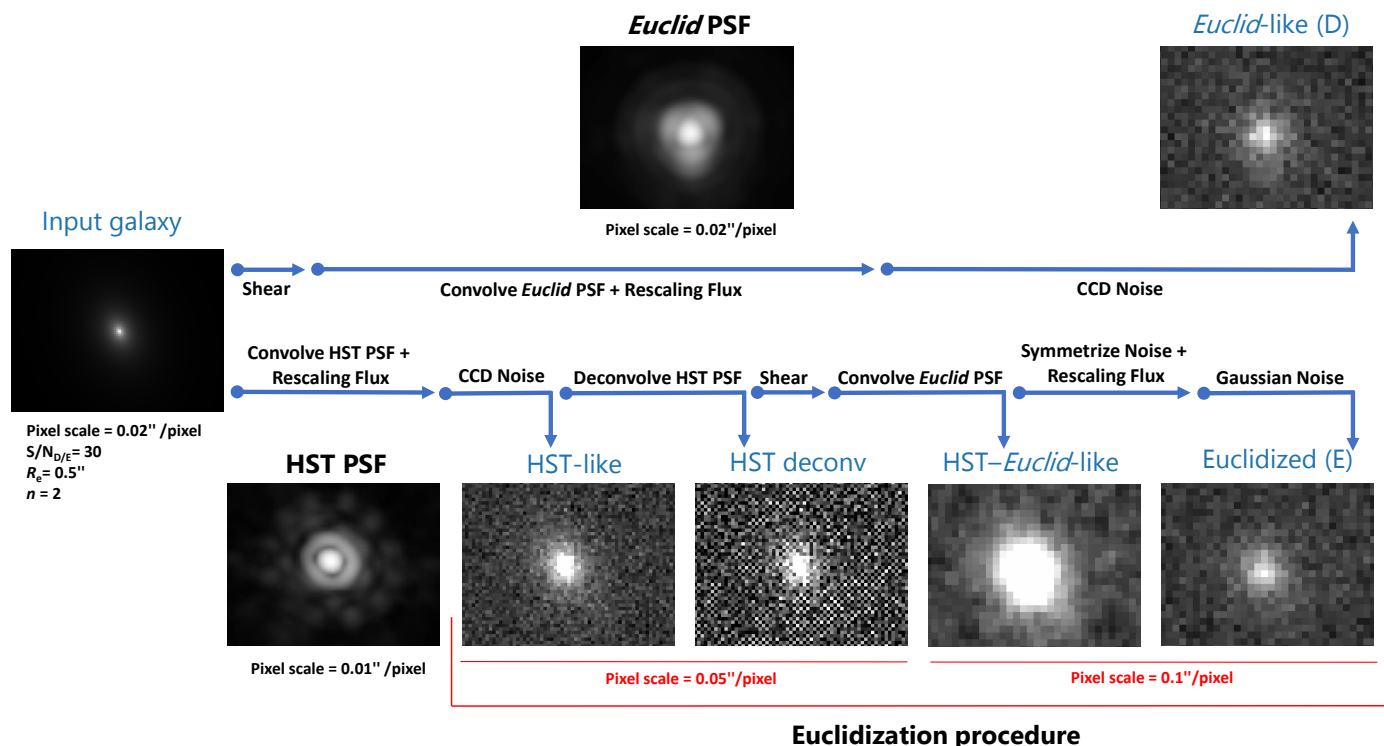 Euclid PSF
Euclid-like (D)
Pixel scale = 0.02''/pixel
Input galaxy
Shear
Convolve Euclid PSF + Rescaling Flux
CCD Noise
Convolve HST PSF +
Rescaling Flux
CCD Noise
Deconvolve HST PSF
Shear
Convolve Euclid PSF
Symmetrize Noise +
Rescaling Flux
Gaussian Noise
Pixel scale = 0.02'' /pixel
S/N_D/E= 30
R_e= 0.5''
n = 2
HST PSF
HST-like
HST deconv
HST–Euclid-like
Euclidized (E)
Pixel scale = 0.01'' /pixel
Pixel scale = 0.05''/pixel
Pixel scale = 0.1''/pixel
Euclidization procedure